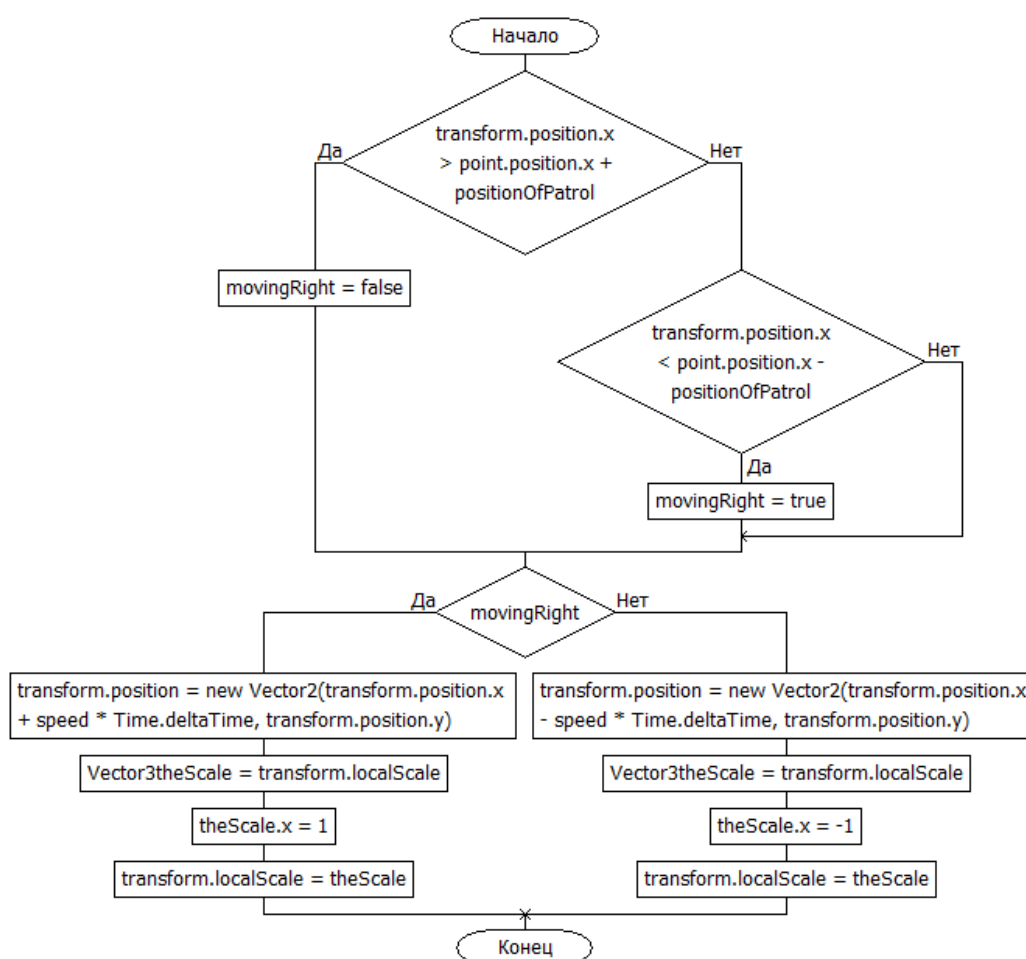 Начало
transform.position.x
> point.position.x +
positionOfPatrol
Да
Нет
movingRight = false
transform.position.x
< point.position.x -
positionOfPatrol
Нет
Да
movingRight = true
movingRight
Да
Нет
transform.position = new Vector2(transform.position.x
+ speed * Time.deltaTime, transform.position.y)
Vector3theScale = transform.localScale
theScale.x = 1
transform.localScale = theScale
transform.position = new Vector2(transform.position.x
- speed * Time.deltaTime, transform.position.y)
Vector3theScale = transform.localScale
theScale.x = -1
transform.localScale = theScale
Конец